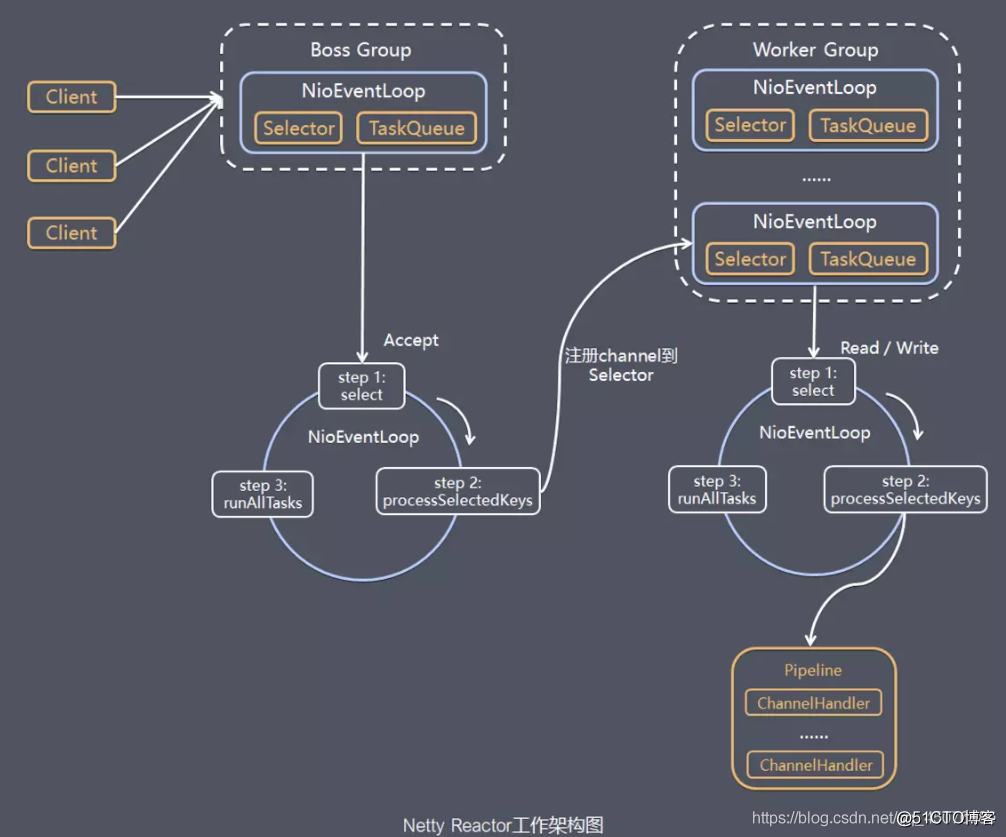 Boss Group
NioEventLoop
Selector
TaskQueue
Client
Client
Client
Worker Group
NioEventLoop
Selector
TaskQueue
......
NioEventLoop
Selector
TaskQueue
Accept
step 1:
select
NioEventLoop
step 2:
processSelectedKeys
step 3:
runAllTasks
注册channel到
Selector
Read / Write
step 1:
select
NioEventLoop
step 2:
processSelectedKeys
step 3:
runAllTasks
Pipeline
ChannelHandler
......
ChannelHandler
Netty Reactor工作架构图
https://blog.csdn.net/
@51CTO博客